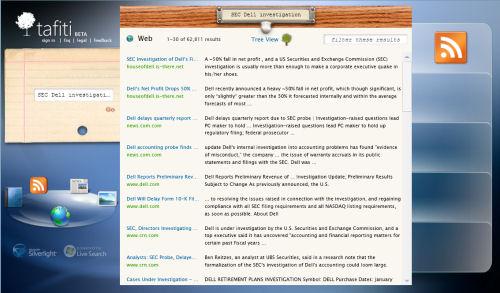 tafiti BETA
sign in | faq | legal | feedback
SEC Dell investigati...
Go
Microsoft Silverlight
Live Search
SEC Dell investigation
Web 1-30 of 62,811 results Tree View filter these results
SEC Investigation of Dell's Fi... A ~50% fall in net profit , and a US Securities and Exchange Commission (SEC)
houseofdell.is-there.net investigation is usually more than enough to make a corporate executive quake in
his/her shoes.
Dell's Net Profit Drops 50% ... Dell recently announced a heavy ~50% fall in net profit, which though significant, is
houseofdell.is-there.net only "slightly" greater than the 50% it forecasted internally and within the average
forecasts of most ...
Dell delays quarterly report ... Dell delays quarterly report due to SEC probe | Investigation-raised questions lead
news.com.com PC maker to hold ... Investigation-raised questions lead PC maker to hold up
regulatory filing; federal prosecutor ...
Dell accounting probe finds ... update Dell's internal investigation into accounting problems has found "evidence
news.com.com of misconduct," the company ... the issue of warranty accruals in its public
statements and filings with the SEC. Dell was ...
Dell Reports Preliminary Rev... Dell Reports Preliminary Revenue of ... Investigation Update, Preliminary Results
www.dell.com Subject to Change As previously announced, the U.S.
Dell Will Delay Form 10-K Fil... ... to resolving the issues raised in connection with the investigation, and regaining
www.dell.com compliance with all SEC filing requirements and all NASDAQ listing requirements,
as soon as possible. About Dell
SEC, Directors Investigating ... Dell is under investigation by the U.S. Securities and Exchange Commission, and a
www.crn.com top executive said it has uncovered "accounting and financial reporting matters for
certain past fiscal years ...
Analysts: SEC Probe, Delaye... Ben Reitzes, an analyst at UBS Securities, said in a research note that the
www.crn.com formalization of the SEC's investigation of Dell's accounting could loom large.
Cases Under Investigation - ... DELL RETIREMENT PLANS INVESTIGATION Symbol: DELL Purchase Dates: January